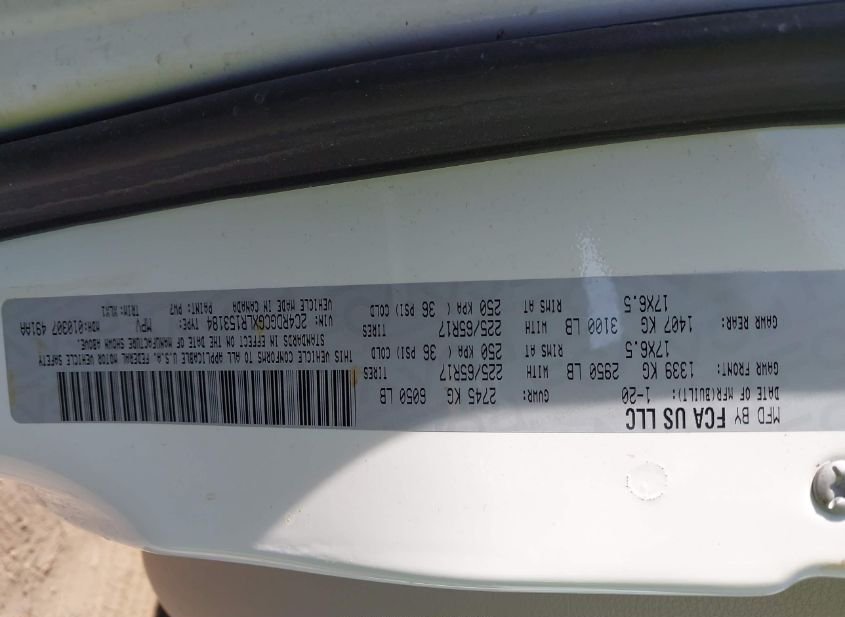 MFD BY FCA US LLC
DATE OF MFR(BUILT): 1-20 GVWR: 2745 KG 6050 LB
GAWR FRONT: WITH TIRES RIMS AT COLD
1339 KG 2950 LB 225/65R17 17X6.5 250 KPA( 36 PSI)
GAWR REAR: WITH TIRES RIMS AT COLD
1407 KG 3100 LB 225/65R17 17X6.5 250 KPA( 36 PSI)
THIS VEHICLE CONFORMS TO ALL APPLICABLE U.S.A. FEDERAL MOTOR VEHICLE SAFETY
STANDARDS IN EFFECT ON THE DATE OF MANUFACTURE SHOWN ABOVE.
VIN: 2C4RDGCGXLR153184 TYPE: MPV MDH:010307 491AA
VEHICLE MADE IN CANADA PAINT: PW7 TRIM: